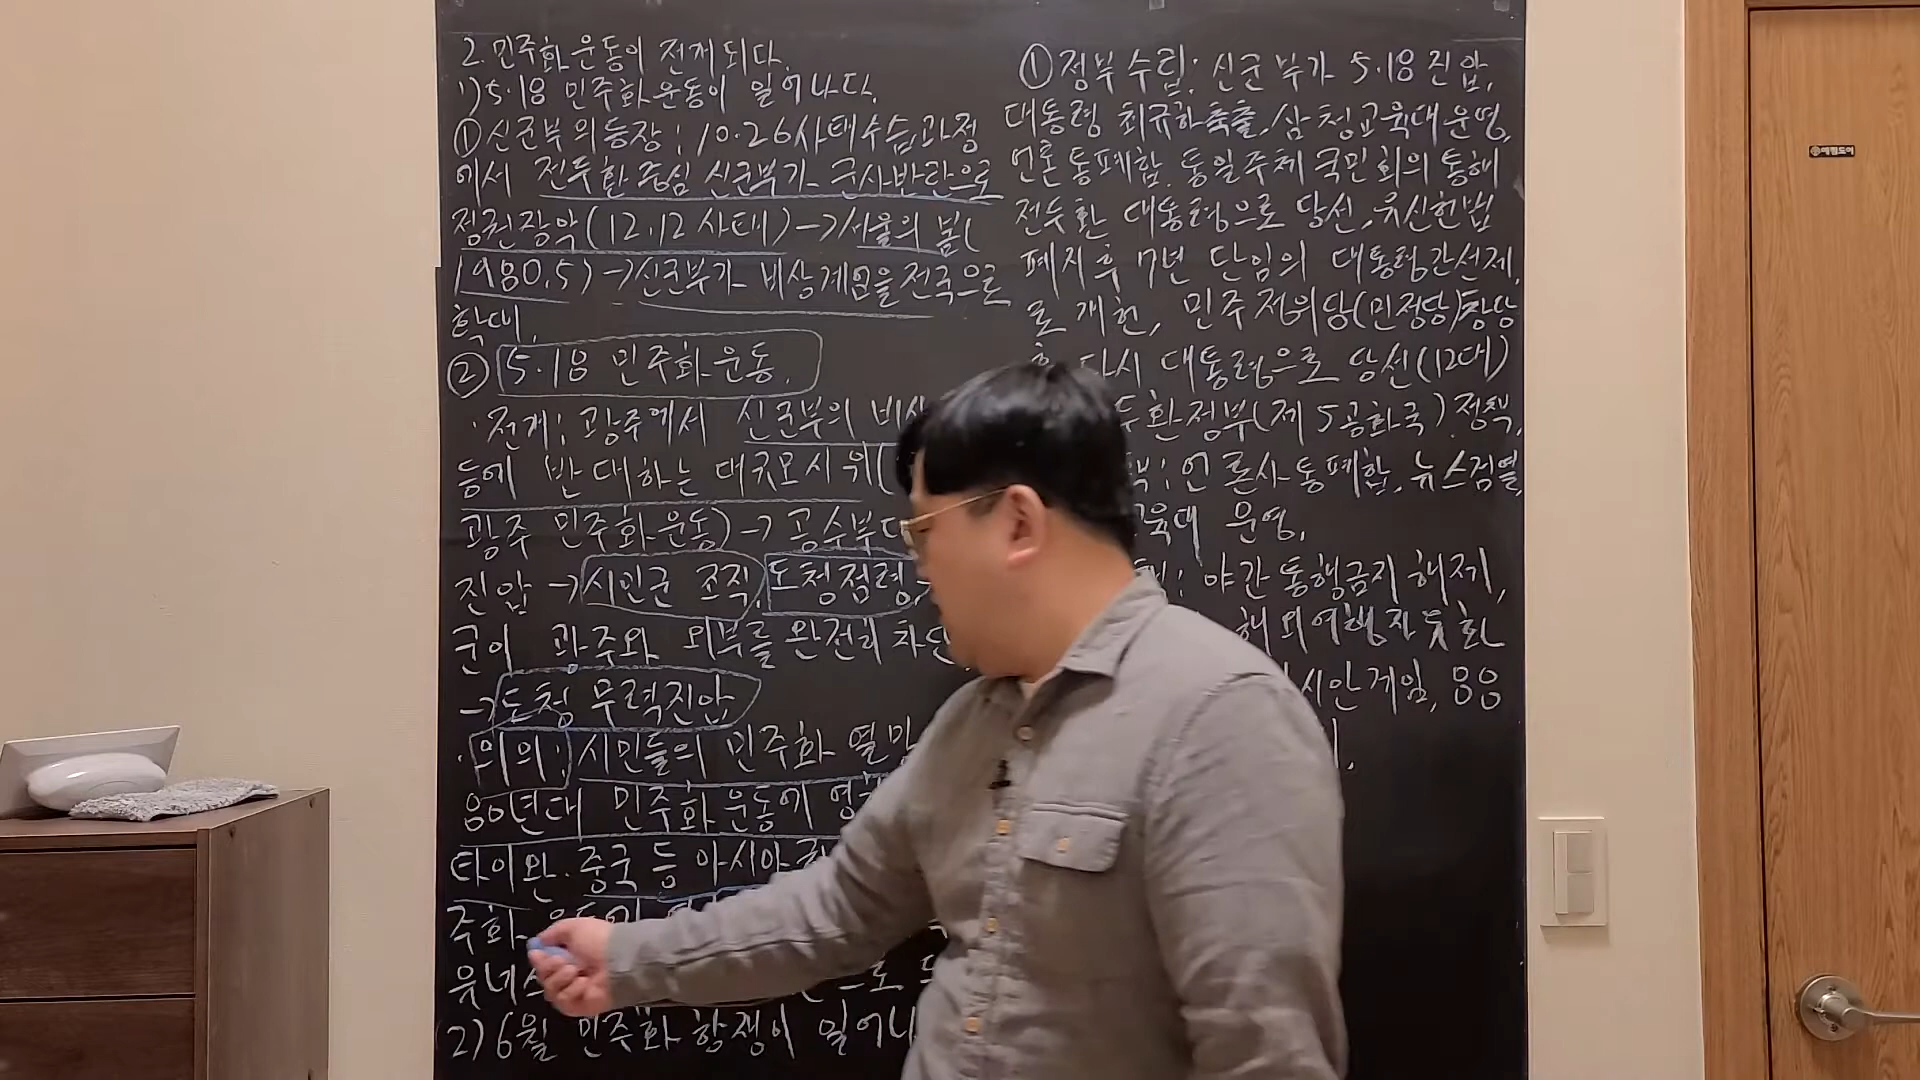 2. 민주화 운동이 전개되다.
1) 5·18 민주화 운동이 일어나다.
① 신군부의 등장 : 10·26사태수습과정
에서 전두환 중심 신군부가 군사반란으로
정권장악(12.12 사태) → 서울의 봄(
1980.5) → 신군부가 비상계엄을 전국으로
확대.
② 5·18 민주화 운동.
· 전개 : 광주에서 신군부의 비상
등에 반대하는 대규모시위(
광주 민주화 운동) → 공수부대
진압 → 시민군 조직, 도청점령,
군이 광주와 외부를 완전히 차단
→ 도청 무력진압
· 의의 : 시민들의 민주화 열망
80년대 민주화 운동에 영향
타이완·중국 등 아시아
주화
유네스 으로
2) 6월 민주화 항쟁이 일어나
① 정부수립 : 신군부가 5·18 진압,
대통령 최규하 축출, 삼청교육대 운영,
언론통폐합. 통일주체 국민회의 통해
전두환 대통령으로 당선, 유신헌법
폐지 후 7년 단임의 대통령간선제,
로 개헌, 민주정의당(민정당)창당
후 다시 대통령으로 당선(12대)
두환정부(제 5공화국) 정책,
언론사 통폐합, 뉴스검열,
육대 운영,
: 야간 통행금지 해제,
해외여행자유화
시안게임, 88